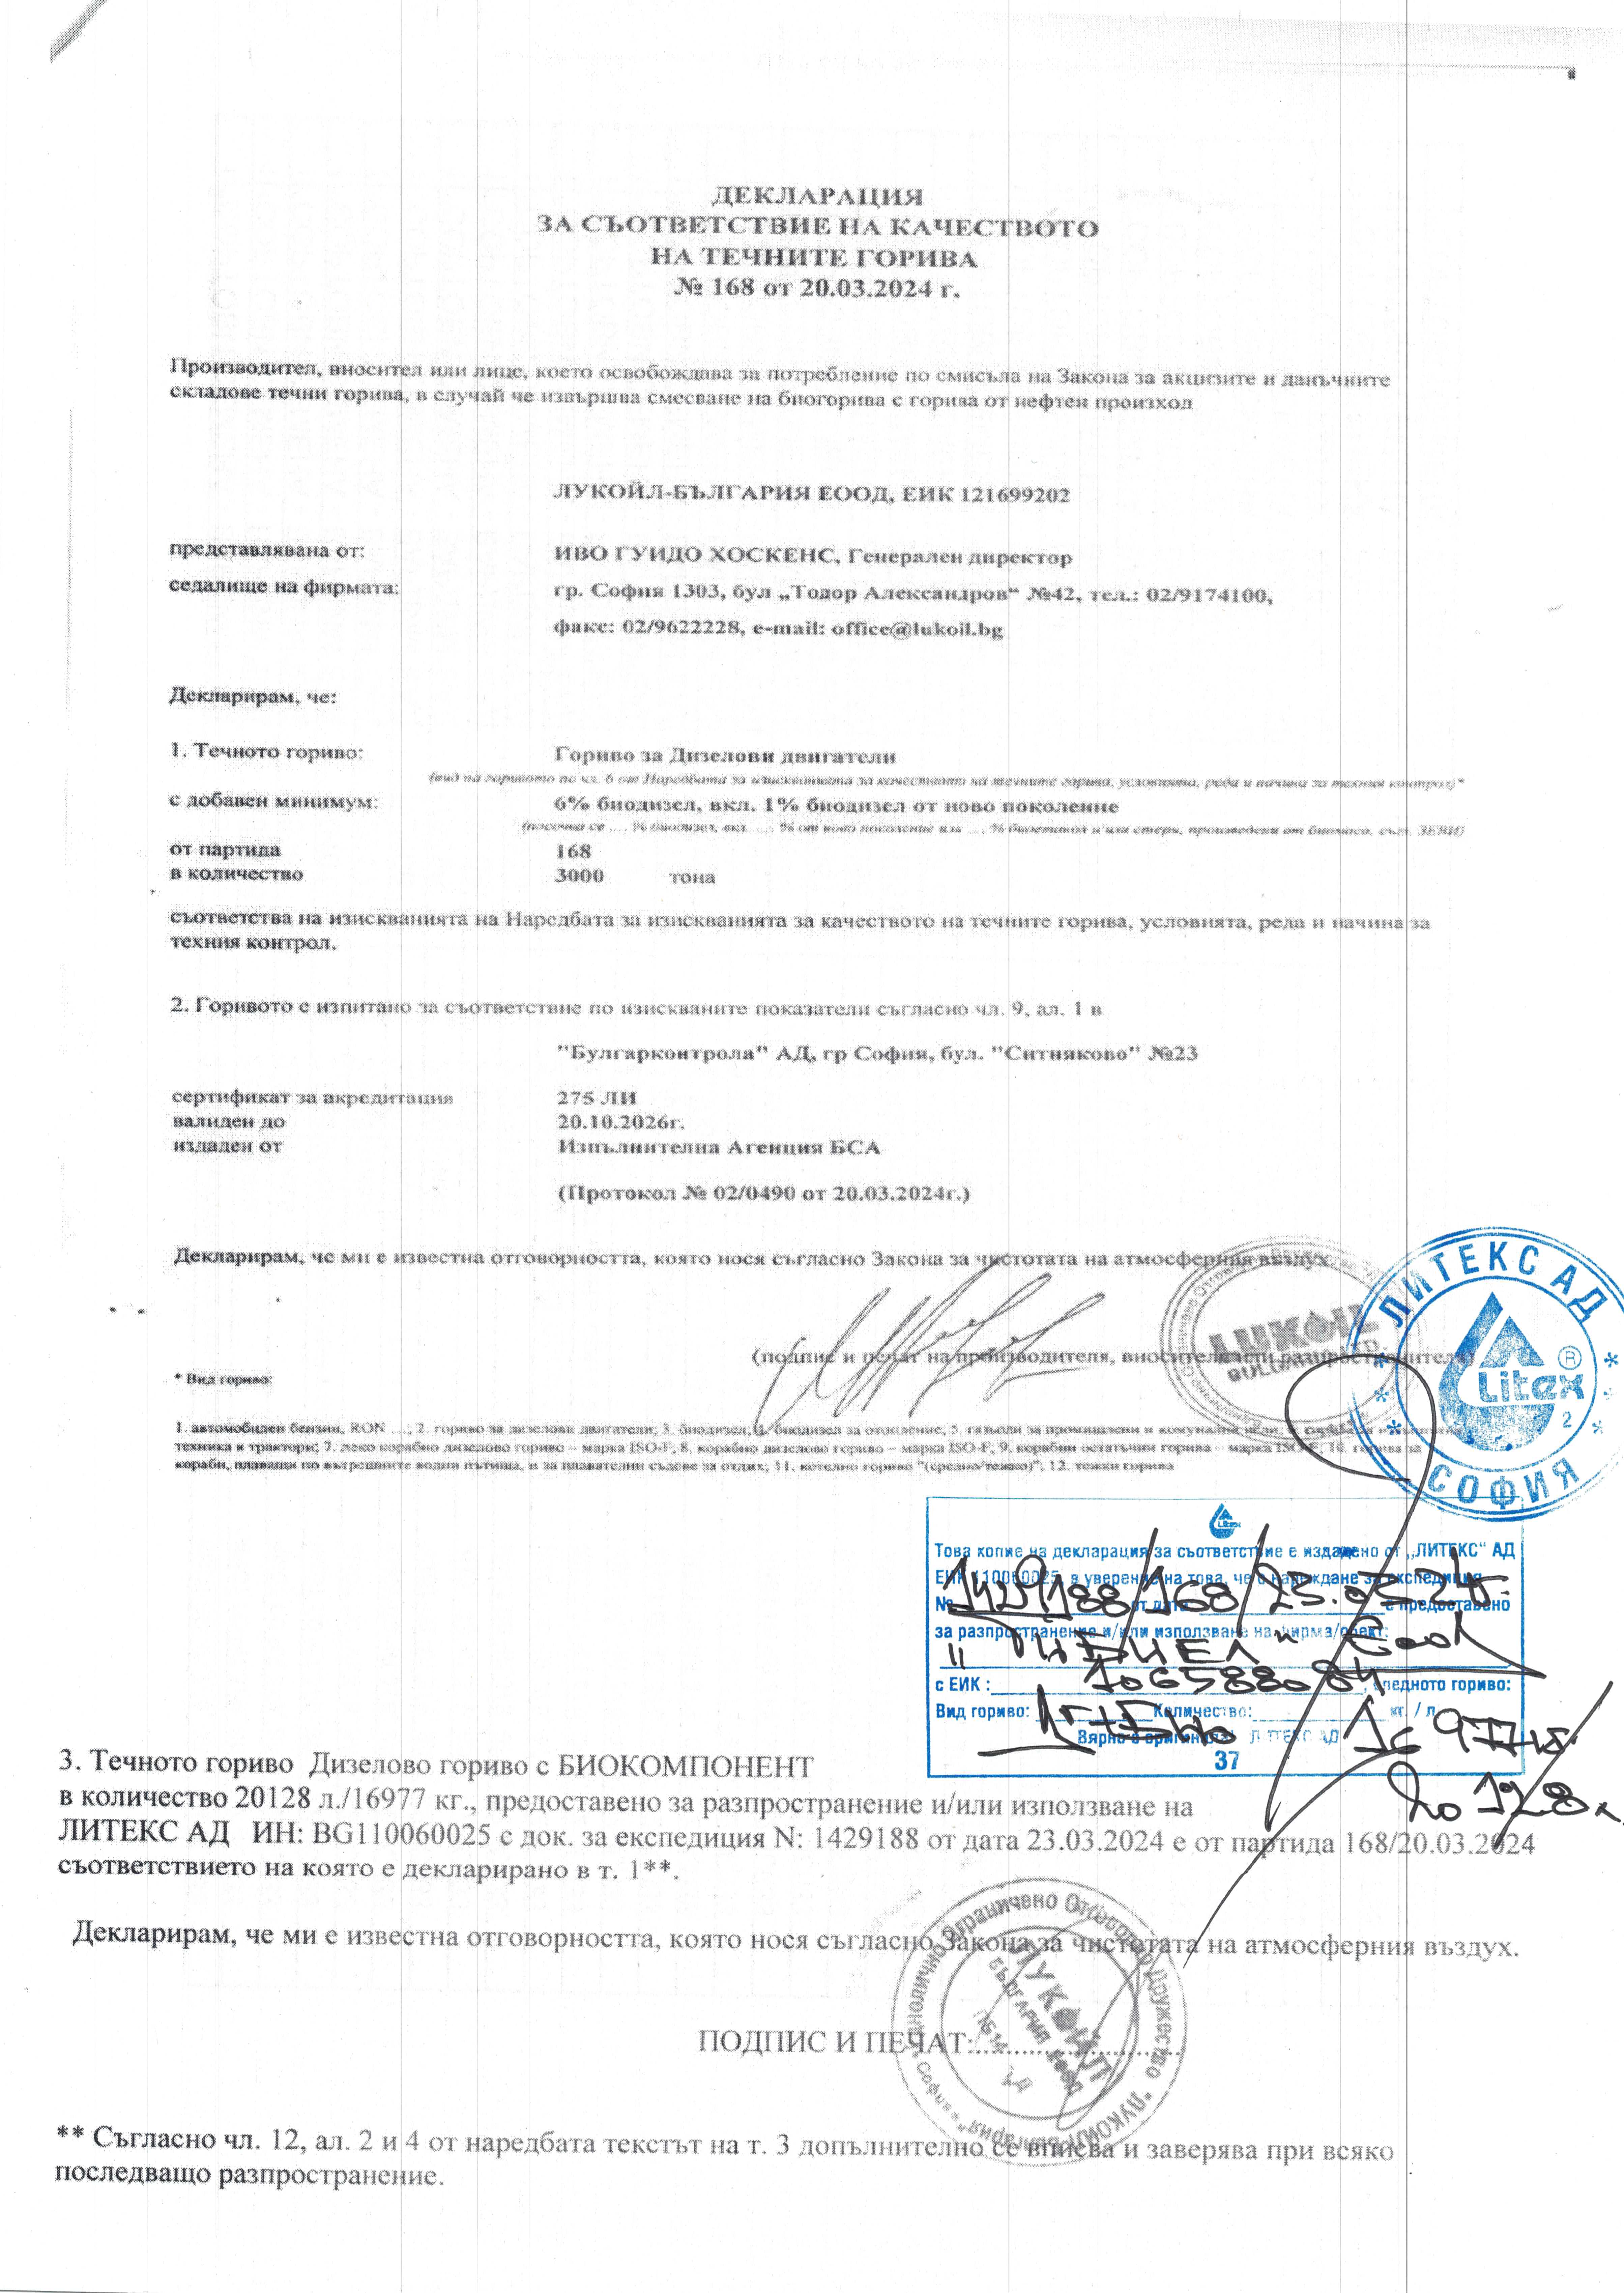 ДЕКЛАРАЦИЯ
ЗА СЪОТВЕТСТВИЕ НА КАЧЕСТВОТО
НА ТЕЧНИТЕ ГОРИВА
№ 168 от 20.03.2024 г.
Производител, вносител или лице, което освобождава за потребление по смисъла на Закона за акцизите и данъчните
складове течни горива, в случай че извършва смесване на биогорива с горива от нефтен произход
ЛУКОЙЛ-БЪЛГАРИЯ ЕООД, ЕИК 121699202
представлявана от: ИВО ГУИДО ХОСКЕНС, Генерален директор
седалище на фирмата: гр. София 1303, бул „Тодор Александров“ №42, тел.: 02/9174100,
факс: 02/9622228, e-mail: office@lukoil.bg
Декларирам, че:
1. Течното гориво: Гориво за Дизелови двигатели
(вид на горивото по чл. 6 от Наредбата за изискванията за качеството на течните горива, условията, реда и начина за техния контрол)*
с добавен минимум: 6% биодизел, вкл. 1% биодизел от ново поколение
(посочва се ... % биодизел, вкл. ... % от ново поколение или ... % биоетанол и/или етери, произведени от биомаса, съгл. ЗЕВИ)
от партида 168
в количество 3000 тона
съответства на изискванията на Наредбата за изискванията за качеството на течните горива, условията, реда и начина за
техния контрол.
2. Горивото е изпитано за съответствие по изискваните показатели съгласно чл. 9, ал. 1 в
"Булгарконтрола" АД, гр София, бул. "Ситняково" №23
сертификат за акредитация 275 ЛИ
валиден до 20.10.2026г.
издаден от Изпълнителна Агенция БСА
(Протокол № 02/0490 от 20.03.2024г.)
Декларирам, че ми е известна отговорността, която нося съгласно Закона за чистотата на атмосферния въздух.
(подпис и печат на производителя, вносителя или разпространителя)
LUKOIL
ЛИТЕКС АД
Litex ®
2
СОФИЯ
* Вид гориво:
1. автомобилен бензин, RON ...; 2. гориво за дизелови двигатели; 3. биодизел; 4. биодизел за отопление; 5. газьоли за промишлени и комунални цели;
техника и трактори; 7. леко корабно дизелово гориво – марка ISO-F; 8. корабно дизелово гориво – марка ISO-F; 9. корабни остатъчни горива – марка ISO-F; 10. горива за
кораби, плаващи по вътрешните водни пътища, и за плавателни съдове за отдих; 11. котелно гориво "(средно/тежко)"; 12. тежки горива
Litex
Това копие на декларация за съответствие е издадено от „ЛИТЕКС“ АД
ЕИК 110060025, в уверение на това, че с нареждане за експедиция
№ 1429188/168/23.03.24г. от дата е предоставено
за разпространение и/или използване на фирма/обект:
ЕООД
с ЕИК: 106588084, следното гориво:
Вид гориво: Количество: кг. / л.
Вярно с оригинала! ЛИТЕКС АД
37
16977
20128л
3. Течното гориво Дизелово гориво с БИОКОМПОНЕНТ
в количество 20128 л./16977 кг., предоставено за разпространение и/или използване на
ЛИТЕКС АД ИН: BG110060025 с док. за експедиция N: 1429188 от дата 23.03.2024 е от партида 168/20.03.2024
съответствието на която е декларирано в т. 1**.
Декларирам, че ми е известна отговорността, която нося съгласно Закона за чистотата на атмосферния въздух.
ПОДПИС И ПЕЧАТ:..............................
Еднолично Ограничено Отговорно Дружество "ЛУКОЙЛ-България"
ЛУКОЙЛ
БЪЛГАРИЯ ЕООД
** Съгласно чл. 12, ал. 2 и 4 от наредбата текстът на т. 3 допълнително се вписва и заверява при всяко
последващо разпространение.